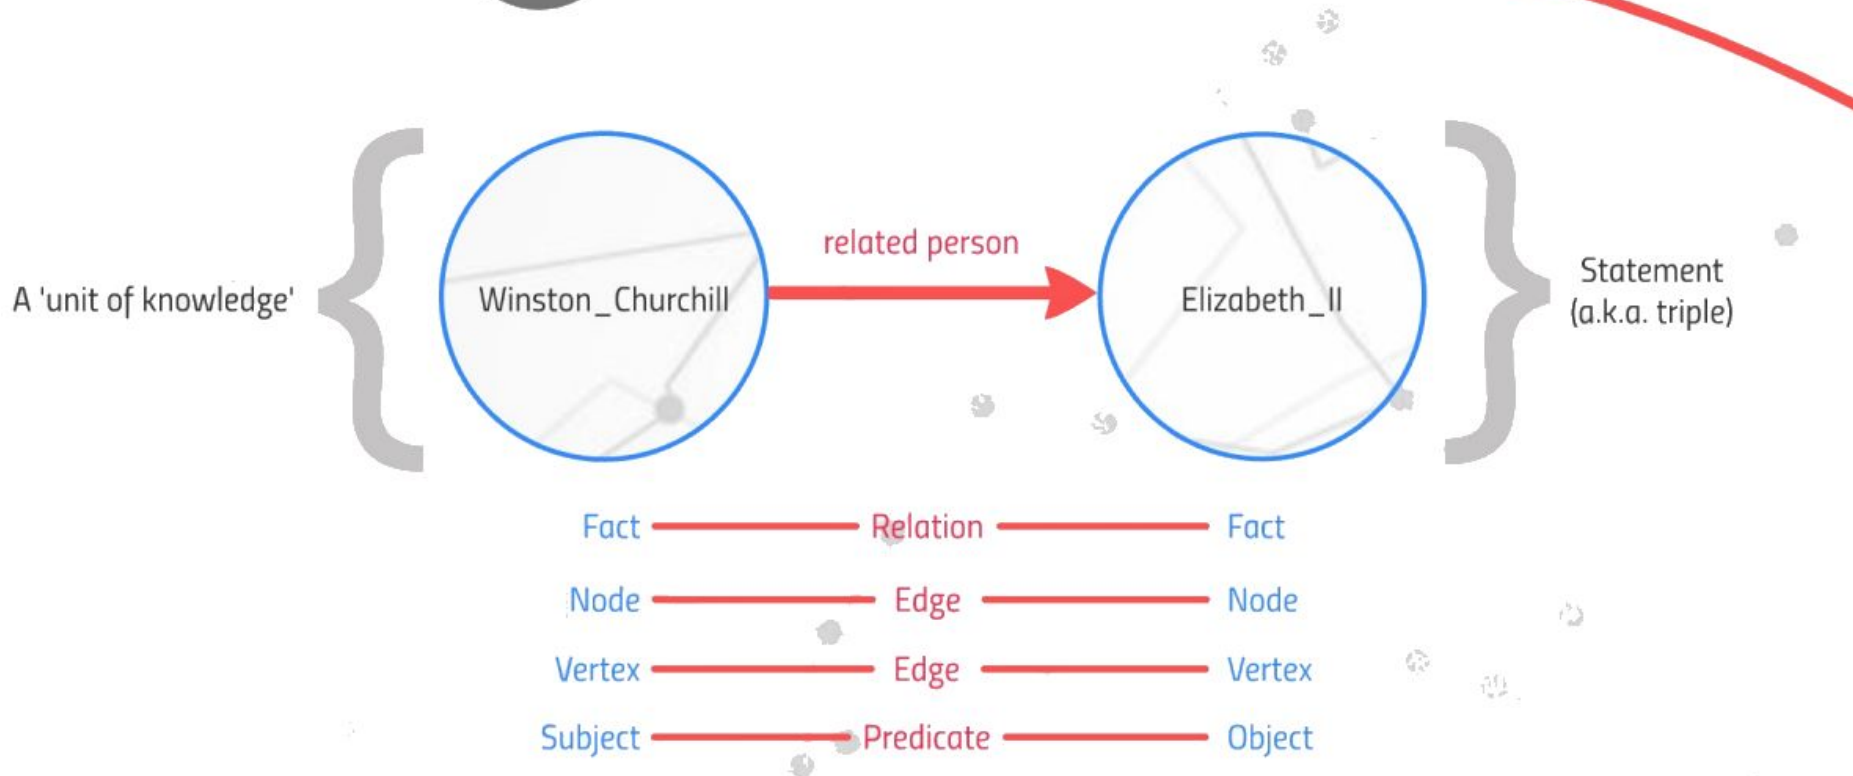 related person
A 'unit of knowledge'
Winston_Churchill
Elizabeth_II
Statement
(a.k.a. triple)
Fact Relation Fact
Node Edge Node
Vertex Edge Vertex
Subject Predicate Object